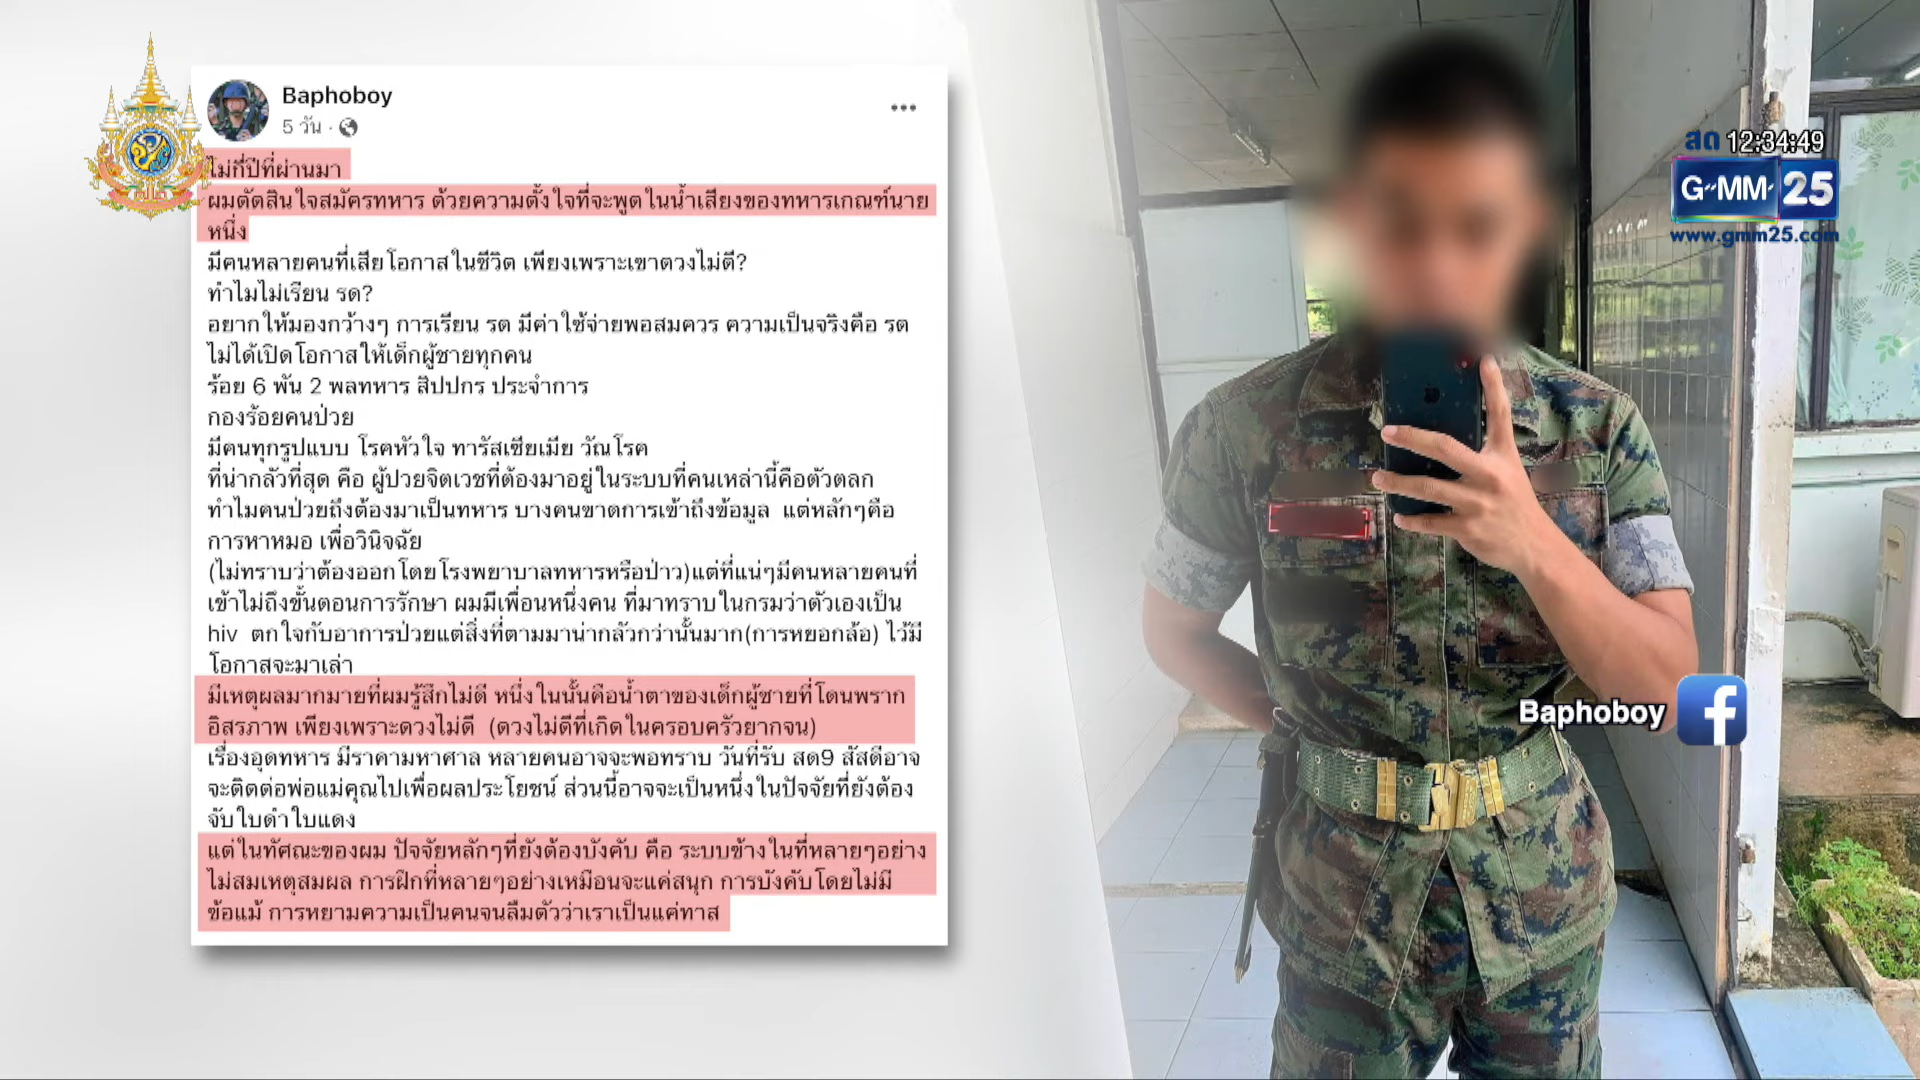 Baphoboy
5 วัน ·
ไม่กี่ปีที่ผ่านมา
ผมตัดสินใจสมัครทหาร ด้วยความตั้งใจที่จะพูดในน้ำเสียงของทหารเกณฑ์นาย
หนึ่ง
มีคนหลายคนที่เสียโอกาสในชีวิต เพียงเพราะเขาดวงไม่ดี?
ทำไมไม่เรียน รด?
อยากให้มองกว้างๆ การเรียน รด มีค่าใช้จ่ายพอสมควร ความเป็นจริงคือ รด
ไม่ได้เปิดโอกาสให้เด็กผู้ชายทุกคน
ร้อย 6 พัน 2 พลทหาร สิปปกร ประจำการ
กองร้อยคนป่วย
มีคนทุกรูปแบบ โรคหัวใจ ทารัสเซียเมีย วัณโรค
ที่น่ากลัวที่สุด คือ ผู้ปวยจิตเวชที่ต้องมาอยู่ในระบบที่คนเหล่านี้คือตัวตลก
ทำไมคนป่วยถึงต้องมาเป็นทหาร บางคนขาดการเข้าถึงข้อมูล แต่หลักๆคือ
การหาหมอ เพื่อวินิจฉัย
(ไม่ทราบว่าต้องออกโดยโรงพยาบาลทหารหรือป่าว)แต่ที่แน่ๆมีคนหลายคนที่
เข้าไม่ถึงขั้นตอนการรักษา ผมมีเพื่อนหนึ่งคน ที่มาทราบในกรมว่าตัวเองเป็น
hiv ตกใจกับอาการป่วยแต่สิ่งที่ตามมาน่ากลัวกว่านั้นมาก(การหยอกล้อ) ไว้มี
โอกาสจะมาเล่า
มีเหตุผลมากมายที่ผมรู้สึกไม่ดี หนึ่งในนั้นคือน้ำตาของเด็กผู้ชายที่โดนพราก
อิสรภาพ เพียงเพราะดวงไม่ดี (ดวงไม่ดีที่เกิดในครอบครัวยากจน)
เรื่องอุดทหาร มีราคามหาศาล หลายคนอาจจะพอทราบ วันที่รับ สด9 สัสดีอาจ
จะติดต่อพ่อแม่คุณไปเพื่อผลประโยชน์ ส่วนนี้อาจจะเป็นหนึ่งในปัจจัยที่ยังต้อง
จับใบดำใบแดง
แต่ในทัศณะของผม ปัจจัยหลักๆที่ยังต้องบังคับ คือ ระบบข้างในที่หลายๆอย่าง
ไม่สมเหตุสมผล การฝึกที่หลายๆอย่างเหมือนจะแค่สนุก การบังคับโดยไม่มี
ข้อแม้ การหยามความเป็นคนจนลืมตัวว่าเราเป็นแค่ทาส
สด 12:34:49
GMM 25
www.gmm25.com
Baphoboy